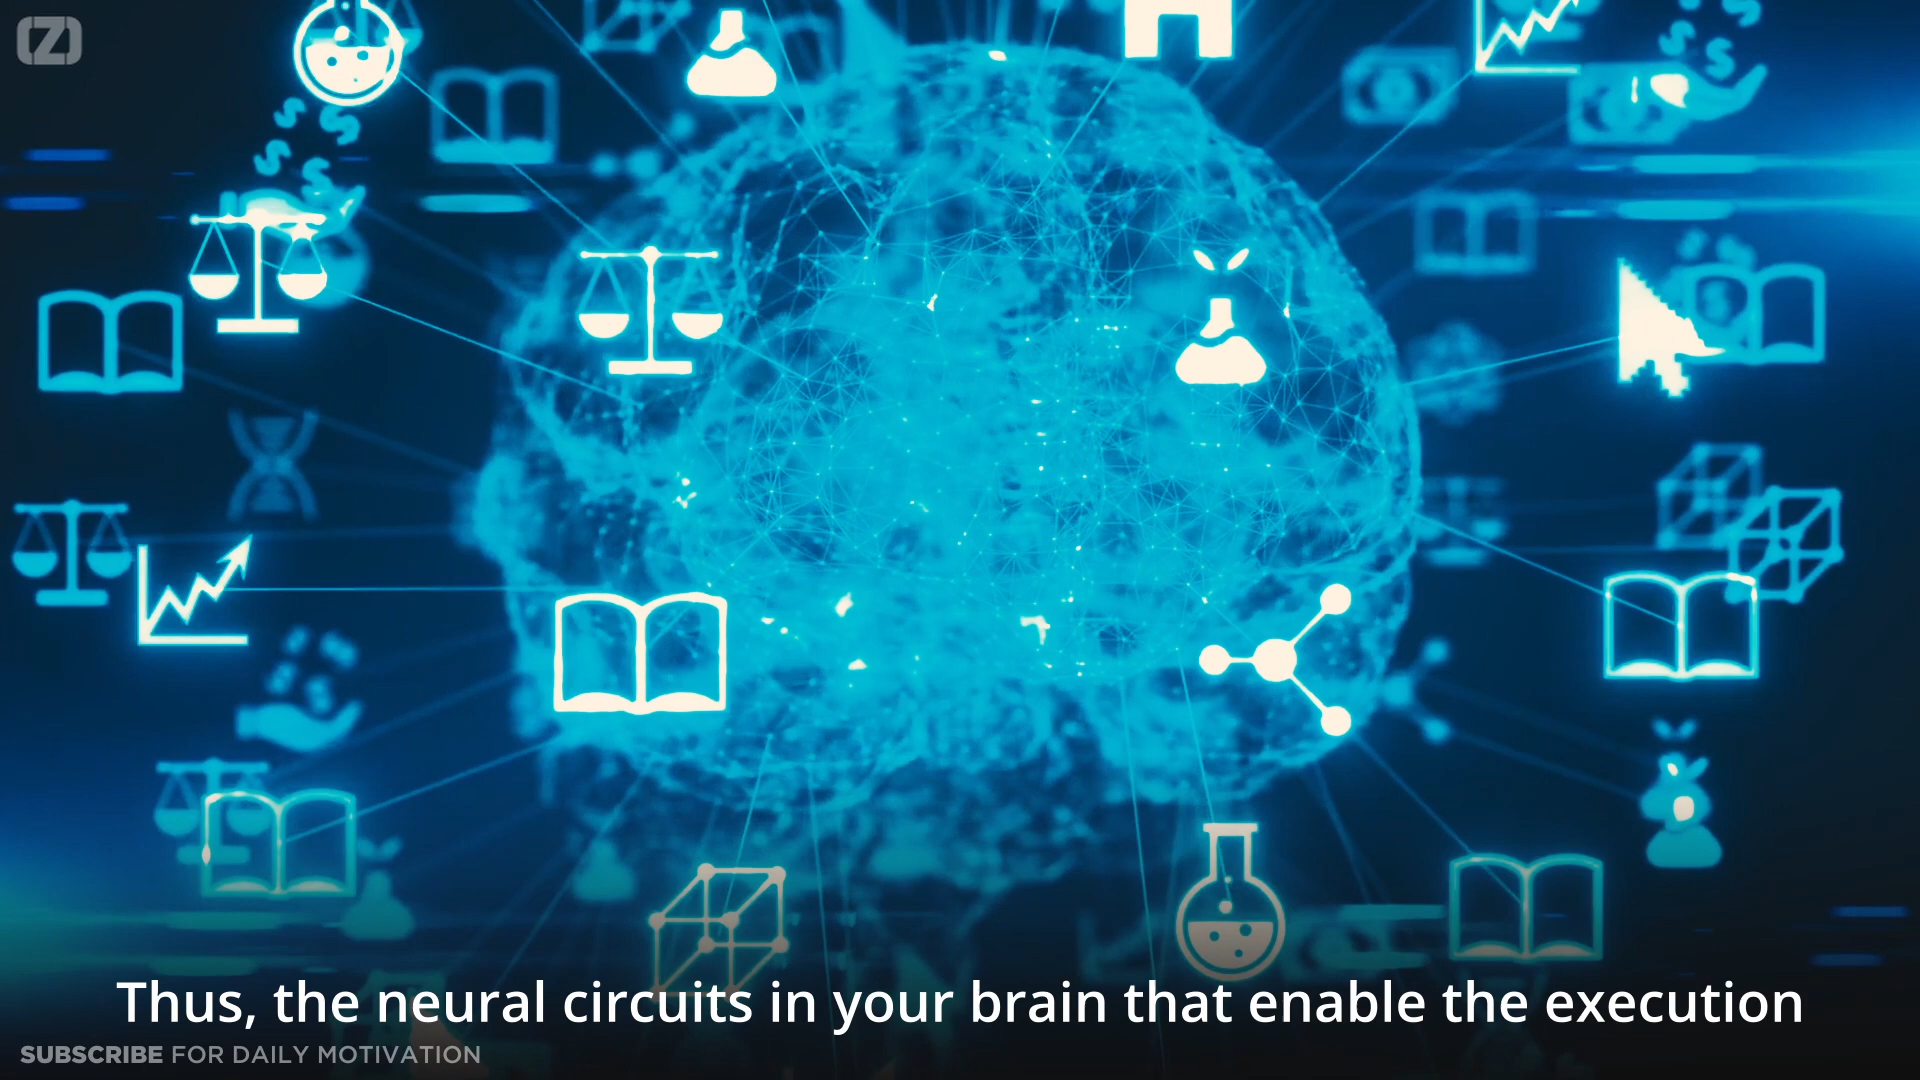 Z
Thus, the neural circuits in your brain that enable the execution
SUBSCRIBE FOR DAILY MOTIVATION